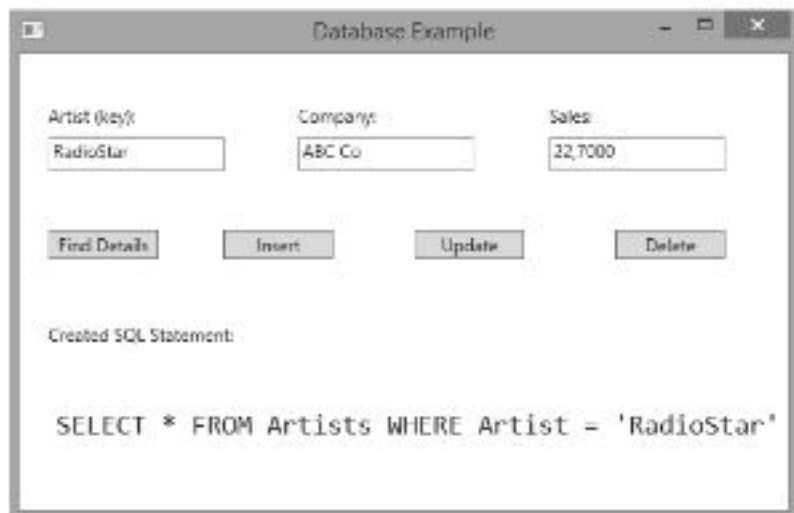 Database Example
Artist (key): Company: Sales:
RadioStar ABC Co 22,7000
Find Details Insert Update Delete
Created SQL Statement:
SELECT * FROM Artists WHERE Artist = 'RadioStar'